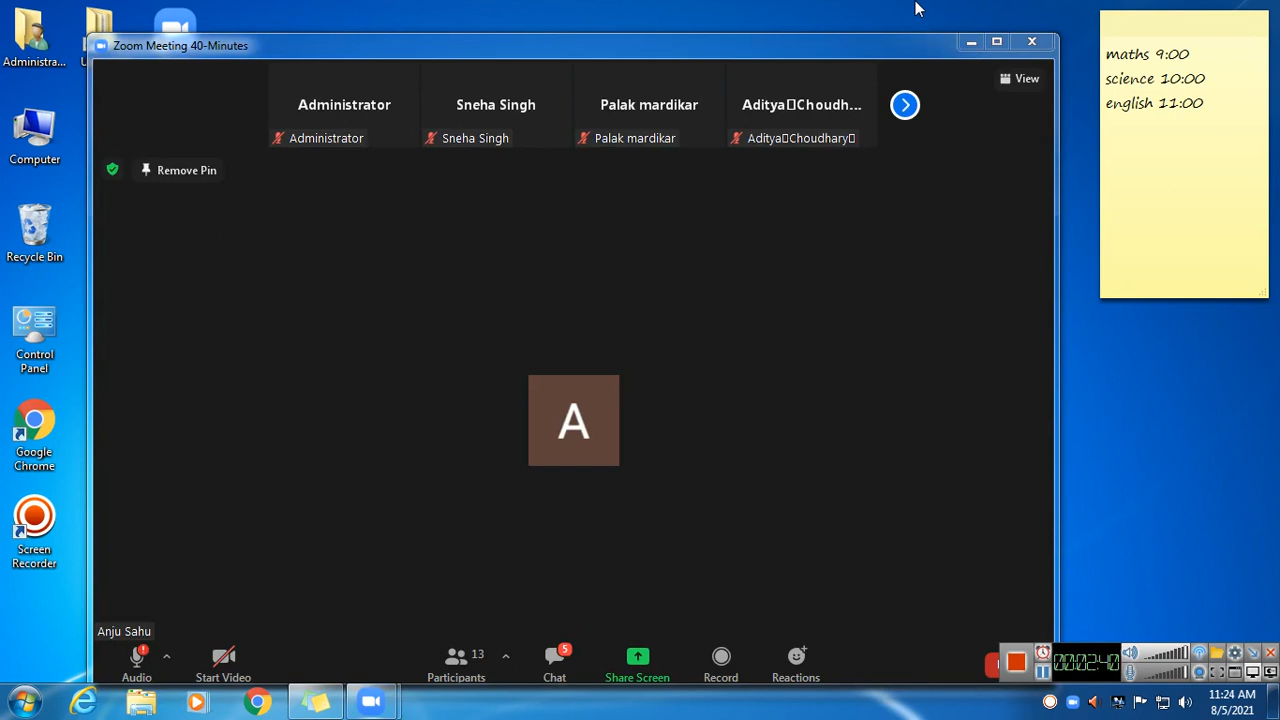 Administra...
Zoom Meeting 40-Minutes
Administrator
Sneha Singh
Palak mardikar
Aditya▯Choudh...
Administrator
Sneha Singh
Palak mardikar
Aditya▯Choudhary▯
View
Remove Pin
maths 9:00
science 10:00
english 11:00
Computer
Recycle Bin
Control
Panel
Google
Chrome
Screen
Recorder
A
Anju Sahu
Audio
Start Video
13
Participants
5
Chat
Share Screen
Record
Reactions
00:02:40
11:24 AM
8/5/2021